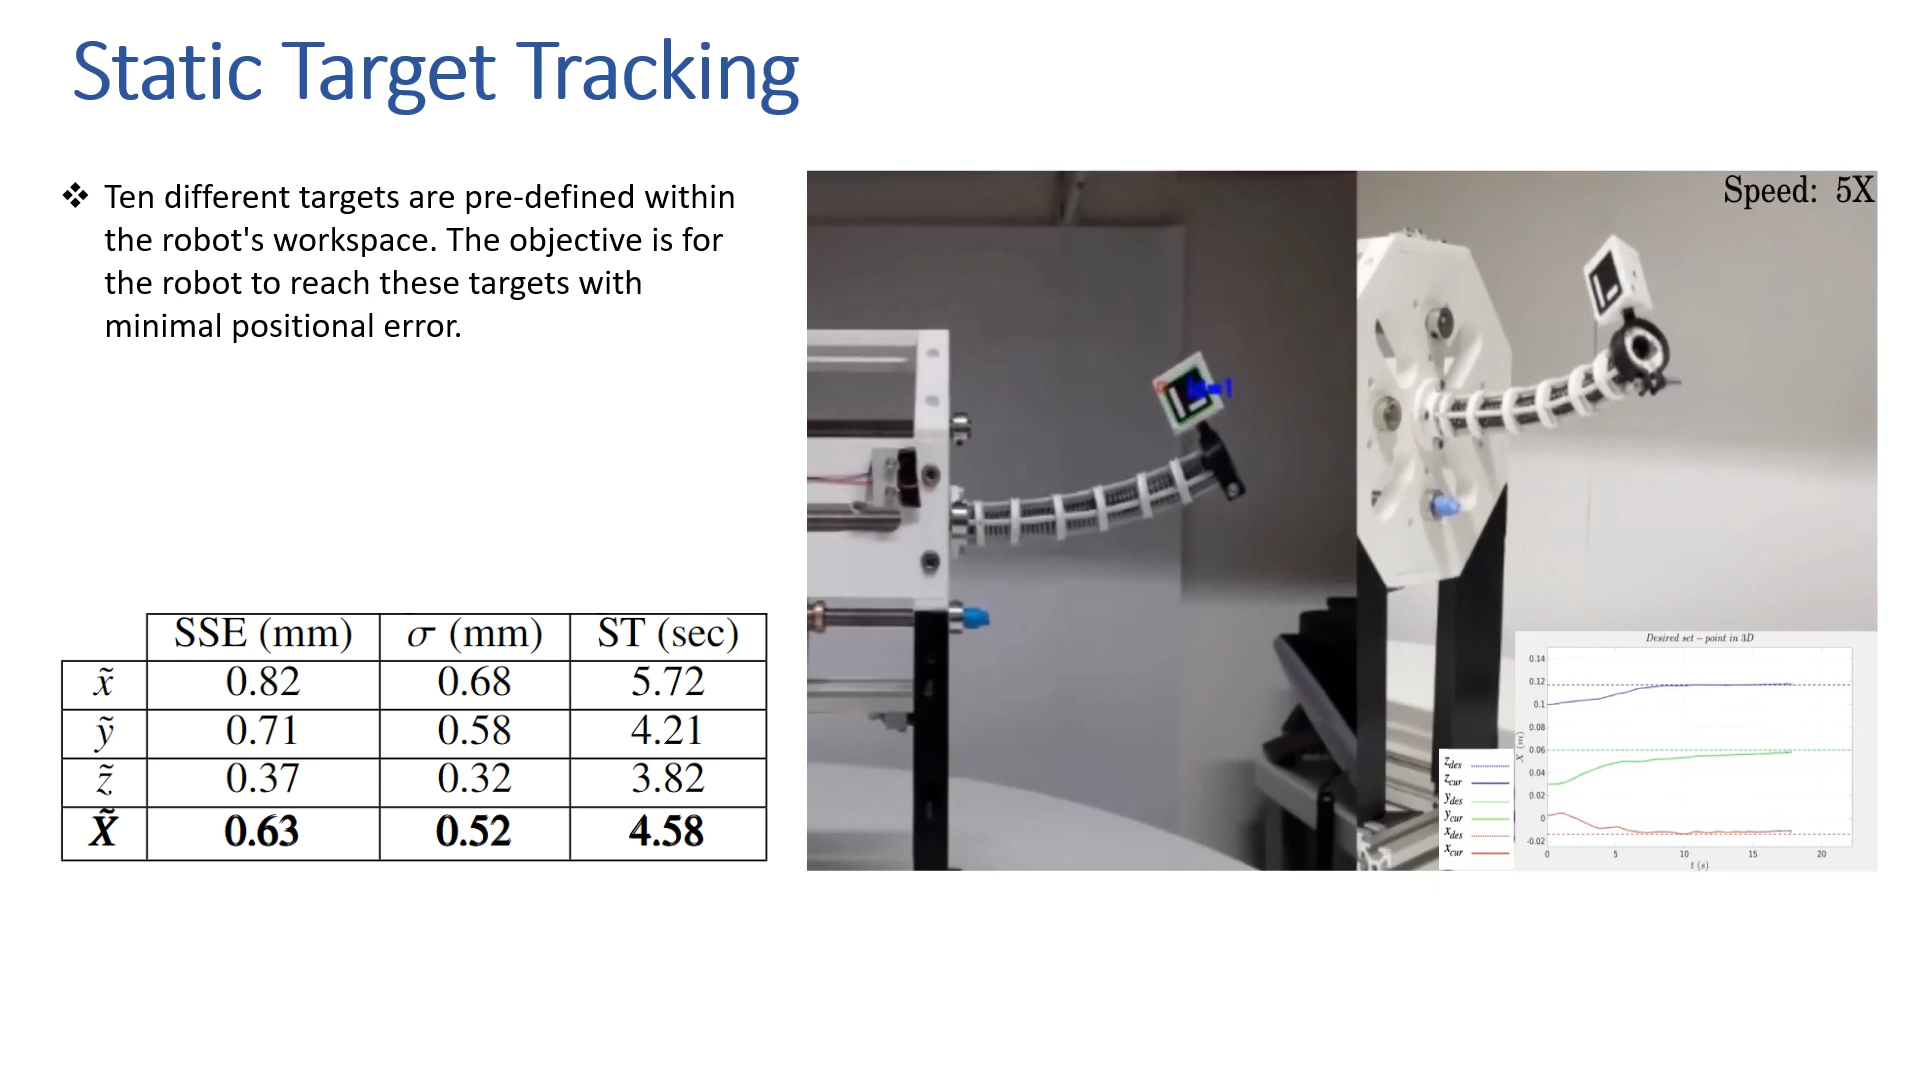 Static Target Tracking
❖ Ten different targets are pre-defined within
the robot's workspace. The objective is for
the robot to reach these targets with
minimal positional error.
SSE (mm) σ (mm) ST (sec)
x̃ 0.82 0.68 5.72
ỹ 0.71 0.58 4.21
z̃ 0.37 0.32 3.82
X̃ 0.63 0.52 4.58
Speed: 5X
Id=1
Desired set − point in 3D
0.14
0.12
0.1
0.08
0.06
0.04
0.02
0
-0.02
X (m)
0 5 10 15 20
t (s)
z_des
z_cur
y_des
y_cur
x_des
x_cur